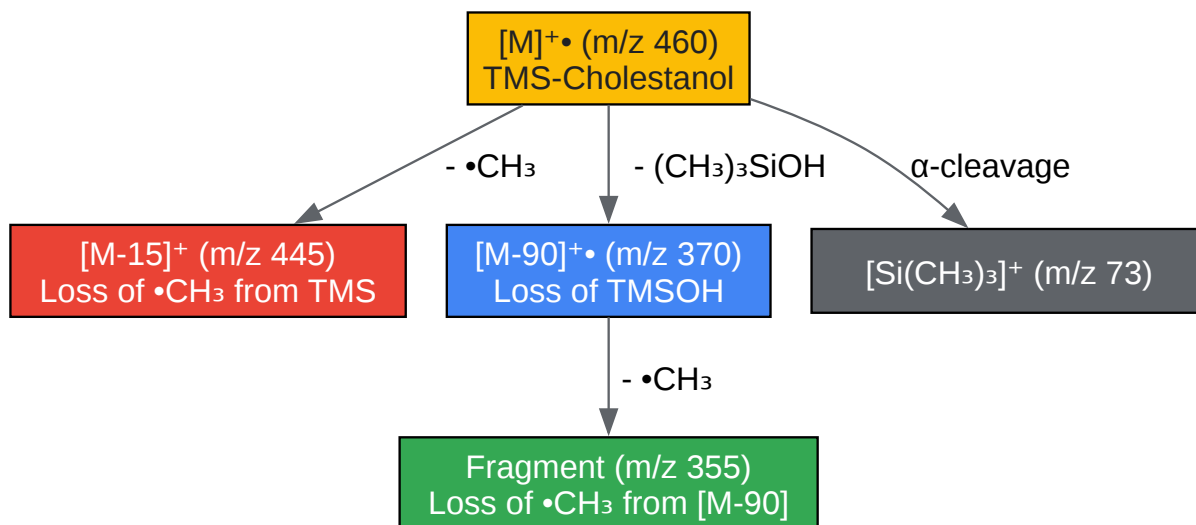 [M]⁺• (m/z 460)
TMS-Cholestanol
- •CH₃
- (CH₃)₃SiOH
α-cleavage
[M-15]⁺ (m/z 445)
Loss of •CH₃ from TMS
[M-90]⁺• (m/z 370)
Loss of TMSOH
[Si(CH₃)₃]⁺ (m/z 73)
- •CH₃
Fragment (m/z 355)
Loss of •CH₃ from [M-90]